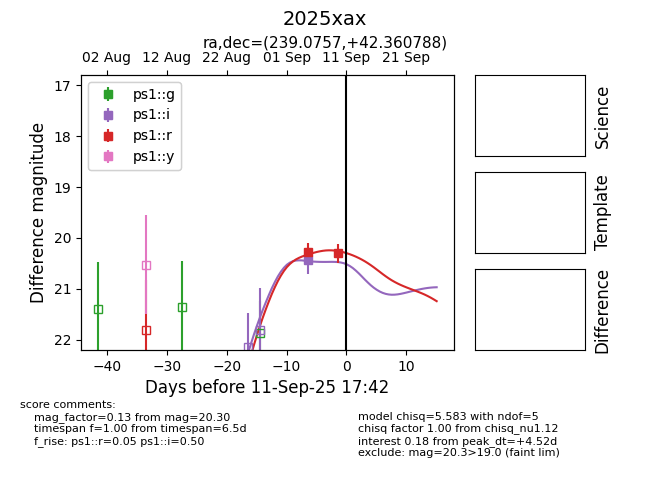 2025xax
ra,dec=(239.0757,+42.360788)
02 Aug 12 Aug 22 Aug 01 Sep 11 Sep 21 Sep
17
18
19
20
21
22
Difference magnitude
ps1::g
ps1::i
ps1::r
ps1::y
−40 −30 −20 −10 0 10
Days before 11-Sep-25 17:42
Science
Template
Difference
score comments:
mag_factor=0.13 from mag=20.30
timespan f=1.00 from timespan=6.5d
f_rise: ps1::r=0.05 ps1::i=0.50
model chisq=5.583 with ndof=5
chisq factor 1.00 from chisq_nu1.12
interest 0.18 from peak_dt=+4.52d
exclude: mag=20.3>19.0 (faint lim)